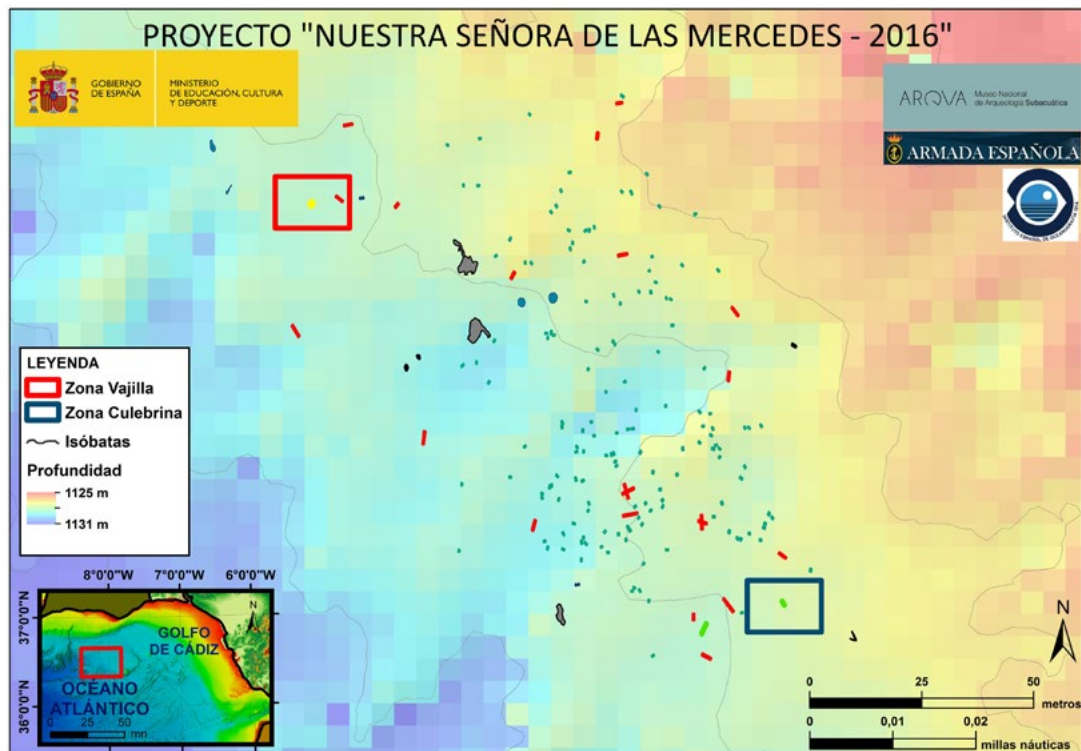 PROYECTO "NUESTRA SEÑORA DE LAS MERCEDES - 2016"
GOBIERNO
DE ESPAÑA
MINISTERIO
DE EDUCACIÓN, CULTURA
Y DEPORTE
ARQVA
Museo Nacional
de Arqueología Subacuática
ARMADA ESPAÑOLA
LEYENDA
Zona Vajilla
Zona Culebrina
Isóbatas
Profundidad
1125 m
1131 m
8°0'0"W
7°0'0"W
6°0'0"W
37°0'0"N
36°0'0"N
N
GOLFO
DE CÁDIZ
OCÉANO
ATLÁNTICO
0
25
50
mn
N
0
25
50
metros
0
0,01
0,02
millas náuticas